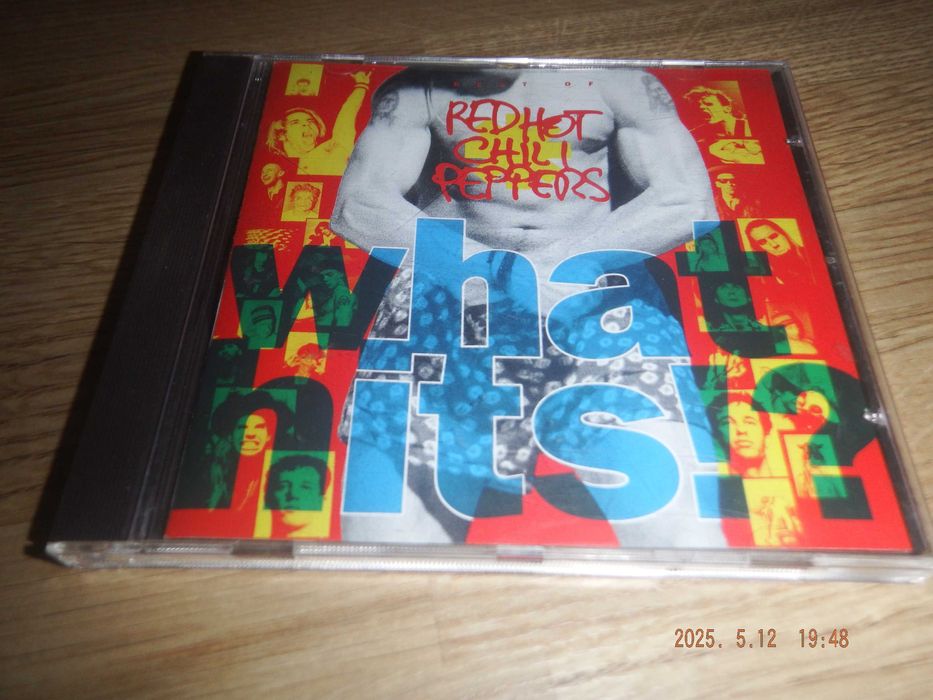 BEST OF
RED HOT
CHILI
PEPPERS
what
hits!?
2025. 5.12 19:48